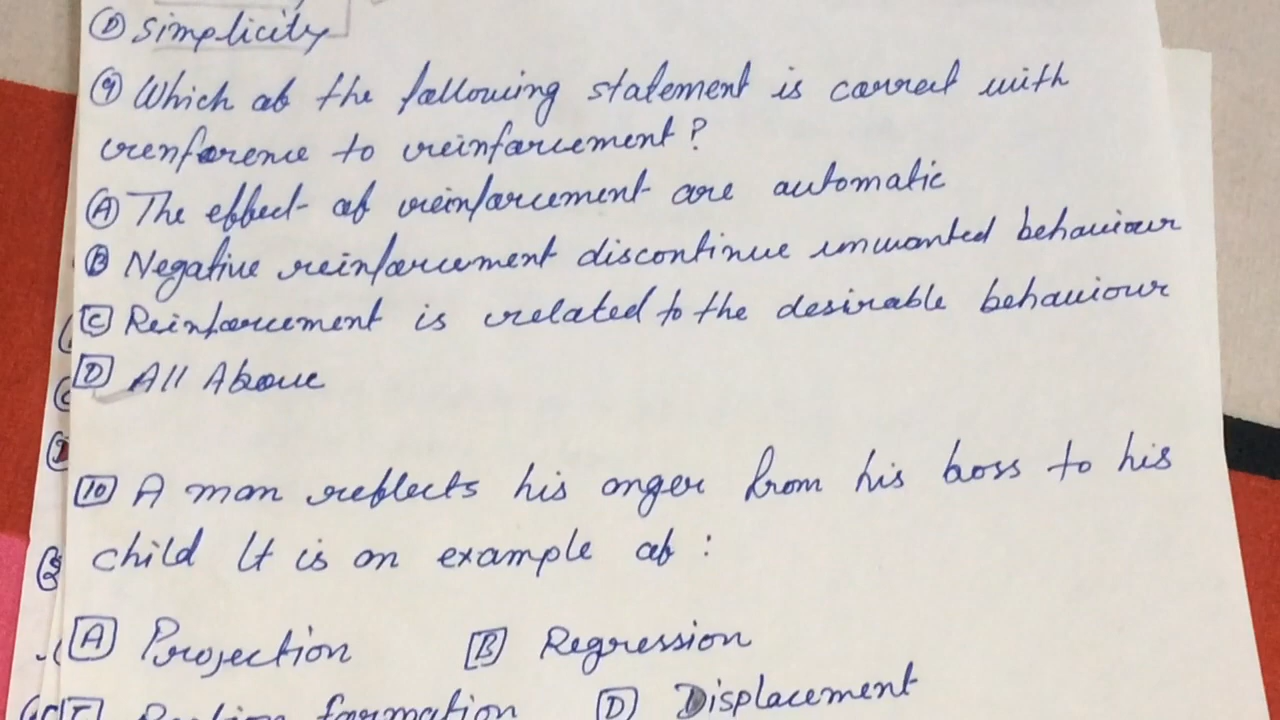 D Simplicity
9 Which of the following statement is correct with
renference to reinforcement?
A The effect of reinforcement are automatic
B Negative reinforcement discontinue unwanted behaviour
C Reinforcement is related to the desirable behaviour
D All Above
10 A man reflects his anger from his boss to his
child It is an example of :
A Projection B Regression
formation D Displacement